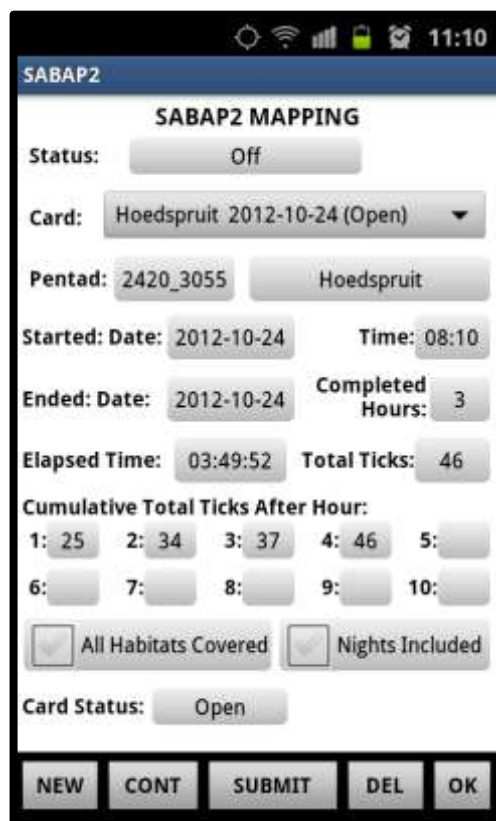 11:10
SABAP2
SABAP2 MAPPING
Status: Off
Card: Hoedspruit 2012-10-24 (Open)
Pentad: 2420_3055 Hoedspruit
Started: Date: 2012-10-24 Time: 08:10
Ended: Date: 2012-10-24 Completed Hours: 3
Elapsed Time: 03:49:52 Total Ticks: 46
Cumulative Total Ticks After Hour:
1: 25 2: 34 3: 37 4: 46 5:
6: 7: 8: 9: 10:
All Habitats Covered Nights Included
Card Status: Open
NEW CONT SUBMIT DEL OK